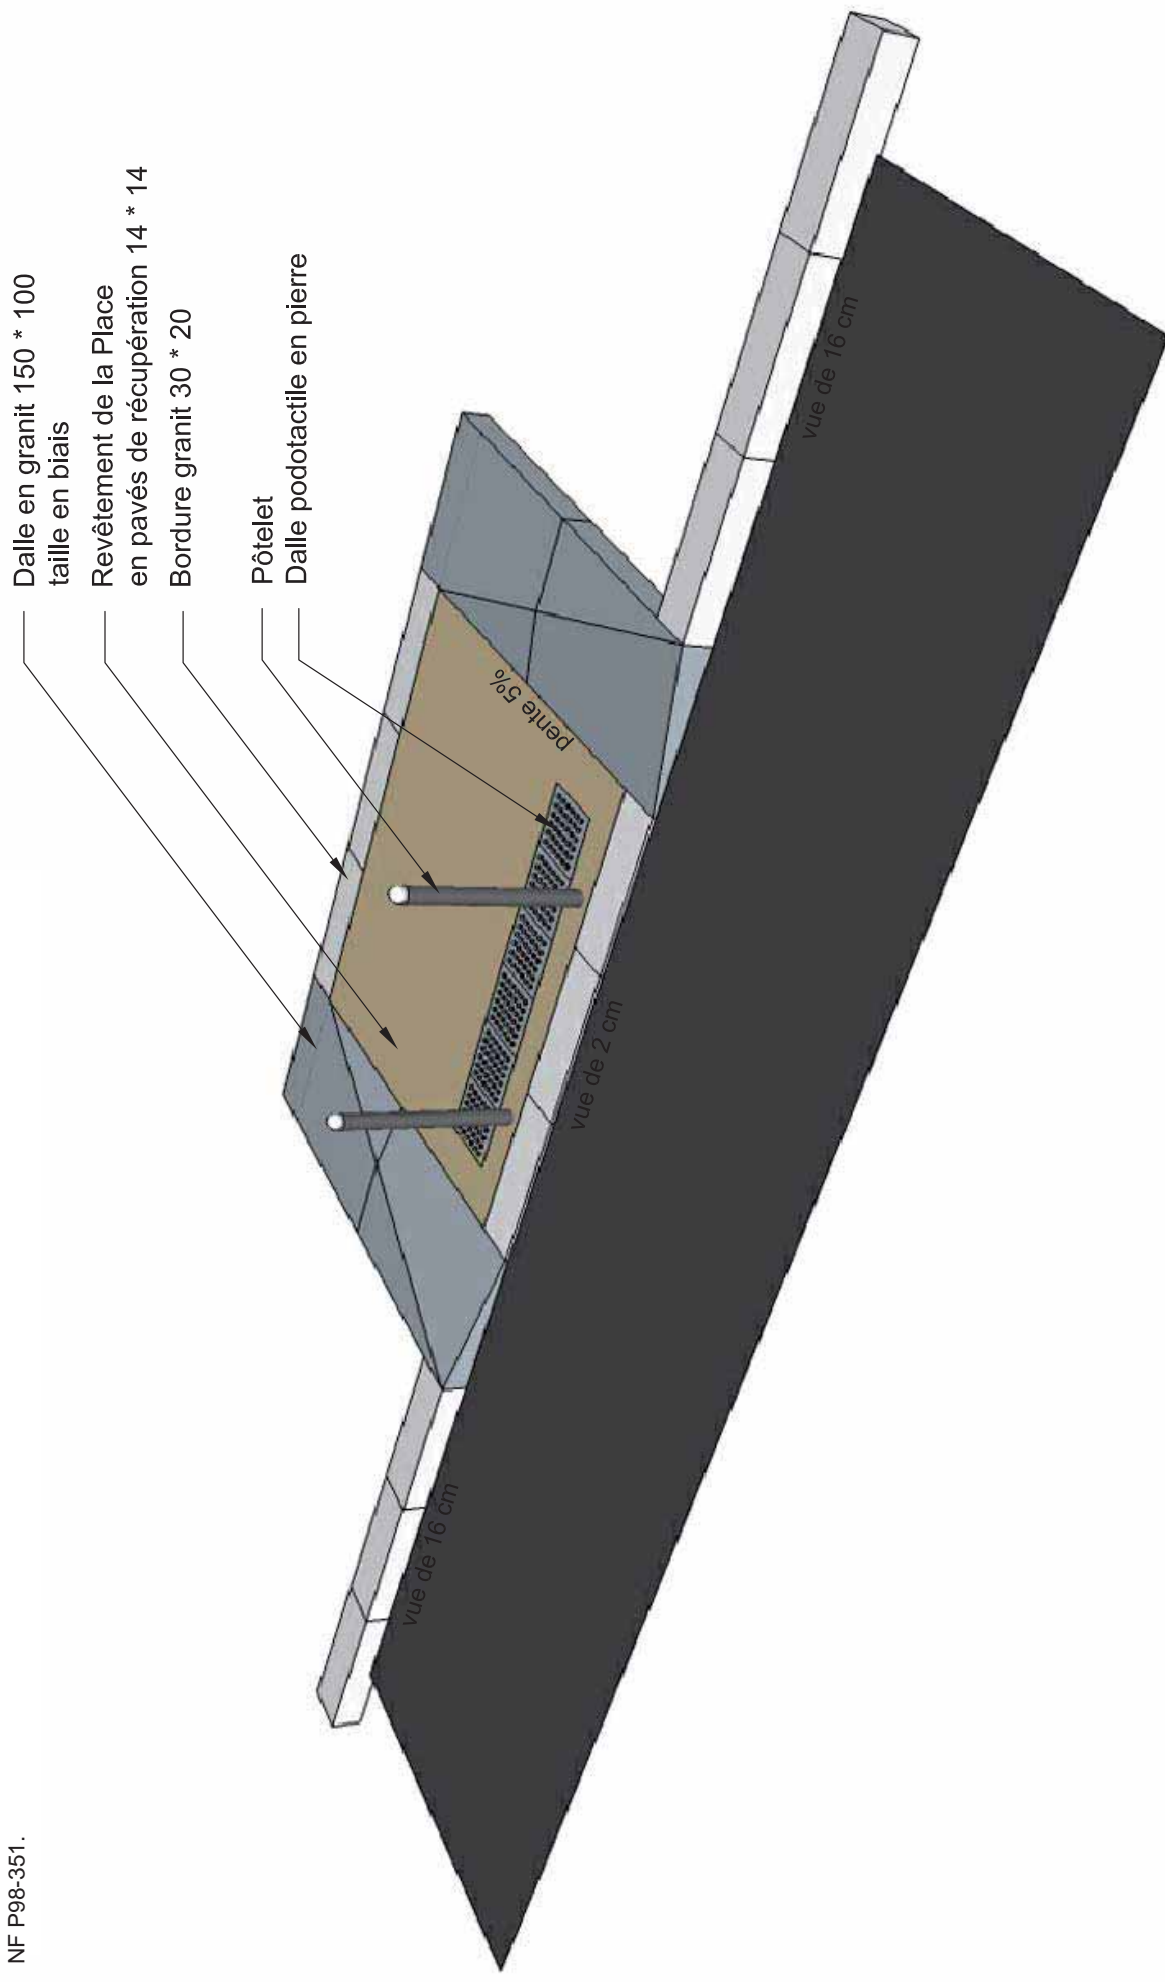 NF P98-351.
Dalle en granit 150 * 100
taille en biais
Revêtement de la Place
en pavés de récupération 14 * 14
Bordure granit 30 * 20
Pôtelet
Dalle podotactile en pierre
pente 5%
vue de 16 cm
vue de 2 cm
vue de 16 cm